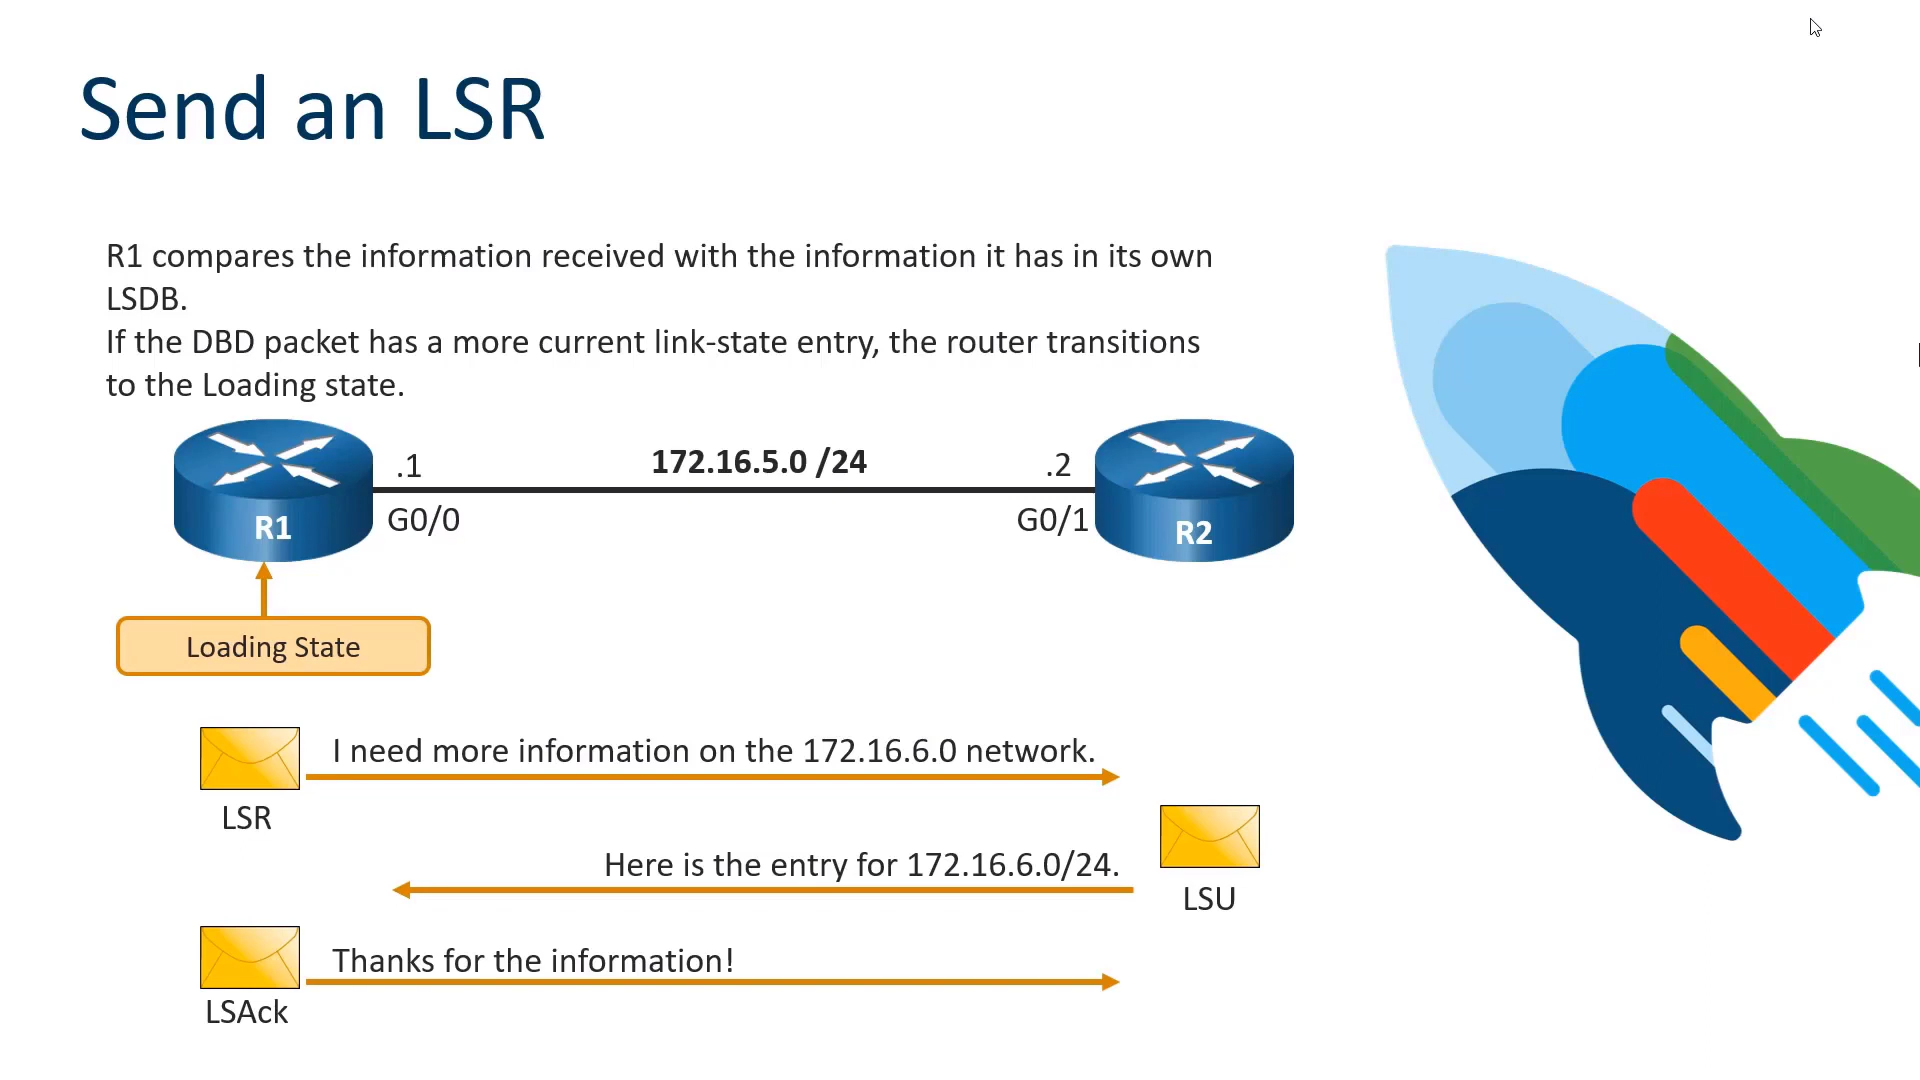 Send an LSR
R1 compares the information received with the information it has in its own
LSDB.
If the DBD packet has a more current link-state entry, the router transitions
to the Loading state.
.1
172.16.5.0 /24
.2
R1
G0/0
G0/1
R2
Loading State
I need more information on the 172.16.6.0 network.
LSR
Here is the entry for 172.16.6.0/24.
LSU
Thanks for the information!
LSAck